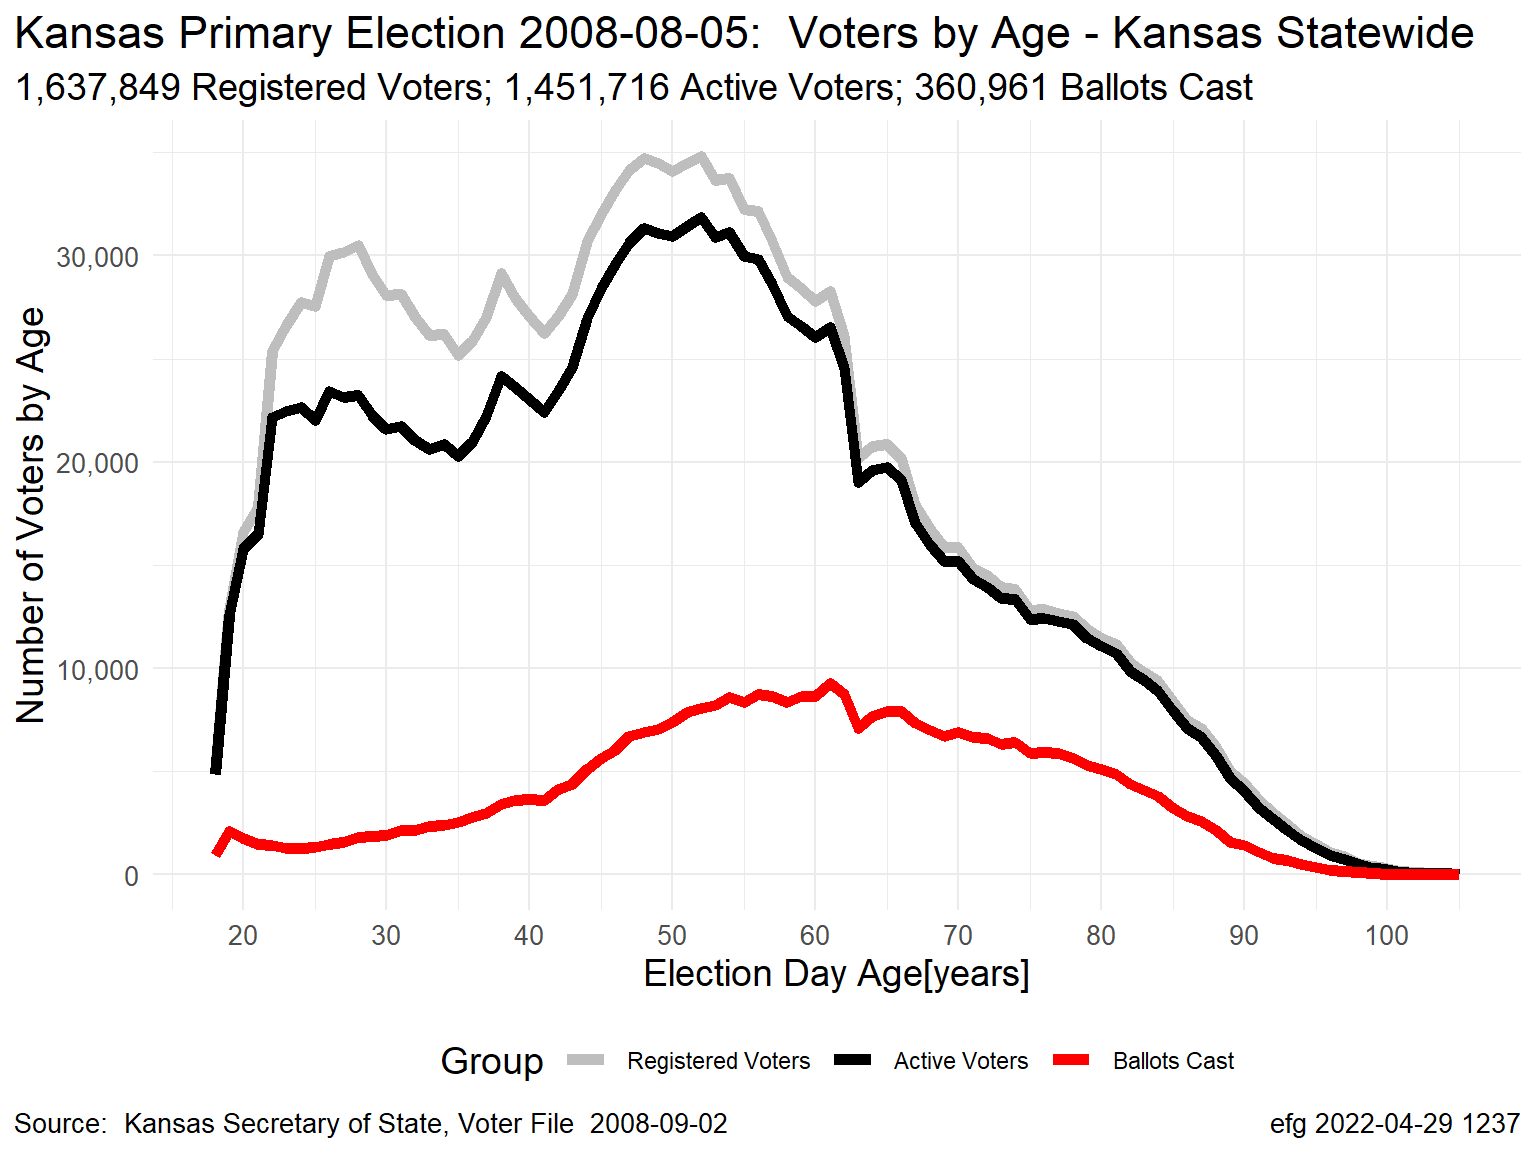 Kansas Primary Election 2008-08-05:  Voters by Age - Kansas Statewide
1,637,849 Registered Voters; 1,451,716 Active Voters; 360,961 Ballots Cast
Number of Voters by Age
30,000
20,000
10,000
0
20 30 40 50 60 70 80 90 100
Election Day Age[years]
Group Registered Voters Active Voters Ballots Cast
Source:  Kansas Secretary of State, Voter File  2008-09-02
efg 2022-04-29 1237